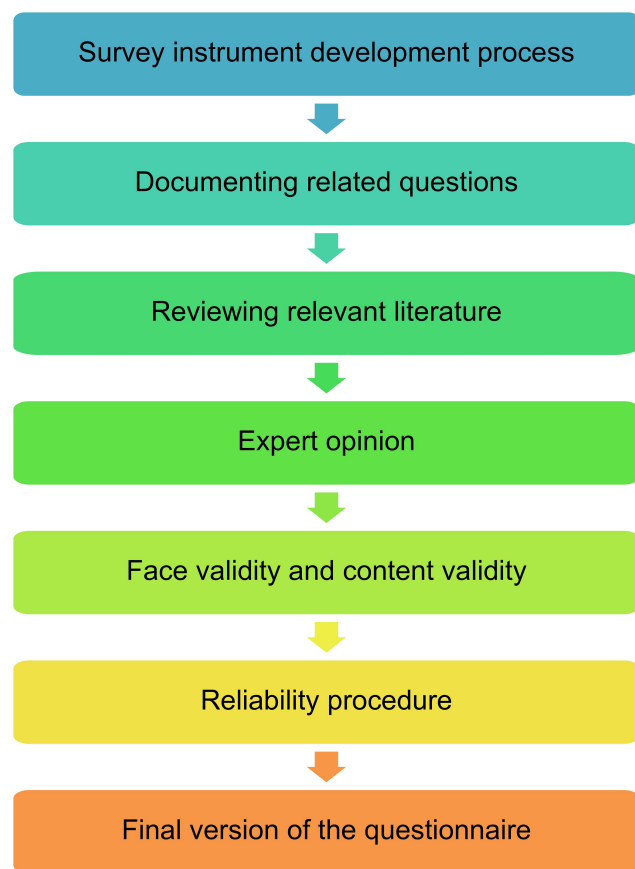 Survey instrument development process
Documenting related questions
Reviewing relevant literature
Expert opinion
Face validity and content validity
Reliability procedure
Final version of the questionnaire